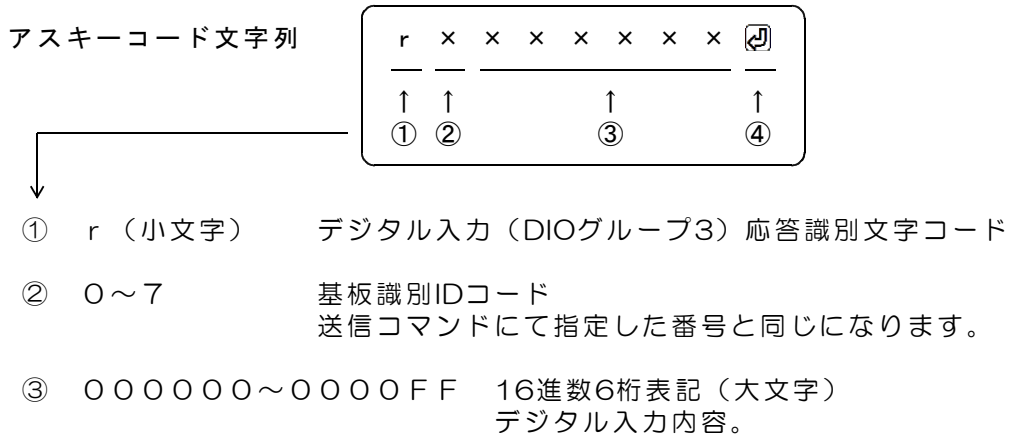 アスキーコード文字列 r × × × × × × × ⏎
↑ ↑ ↑ ↑
① ② ③ ④
① r（小文字） デジタル入力（DIOグループ3）応答識別文字コード
② 0～7 基板識別IDコード
送信コマンドにて指定した番号と同じになります。
③ 000000～0000FF 16進数6桁表記（大文字）
デジタル入力内容。